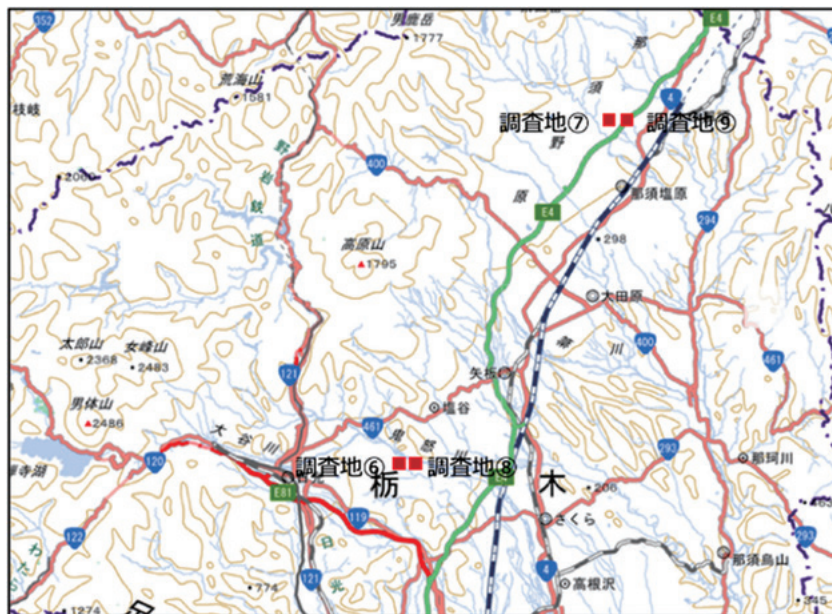 352
男鹿岳
1777
E4
荒海山
1581
枝岐
那
須
野
原
4
調査地⑦
調査地⑨
2060
野岩鉄道
400
那須塩原
E4
294
298
高原山
1795
大田原
太郎山
2368
女峰山
2483
箒川
400
461
121
矢板
男体山
2486
塩谷
461
大谷川
鬼怒川
293
120
調査地⑥
調査地⑧
栃
木
那珂川
E81
206
119
さくら
122
日光
293
那須烏山
774
121
4
高根沢
1274
345